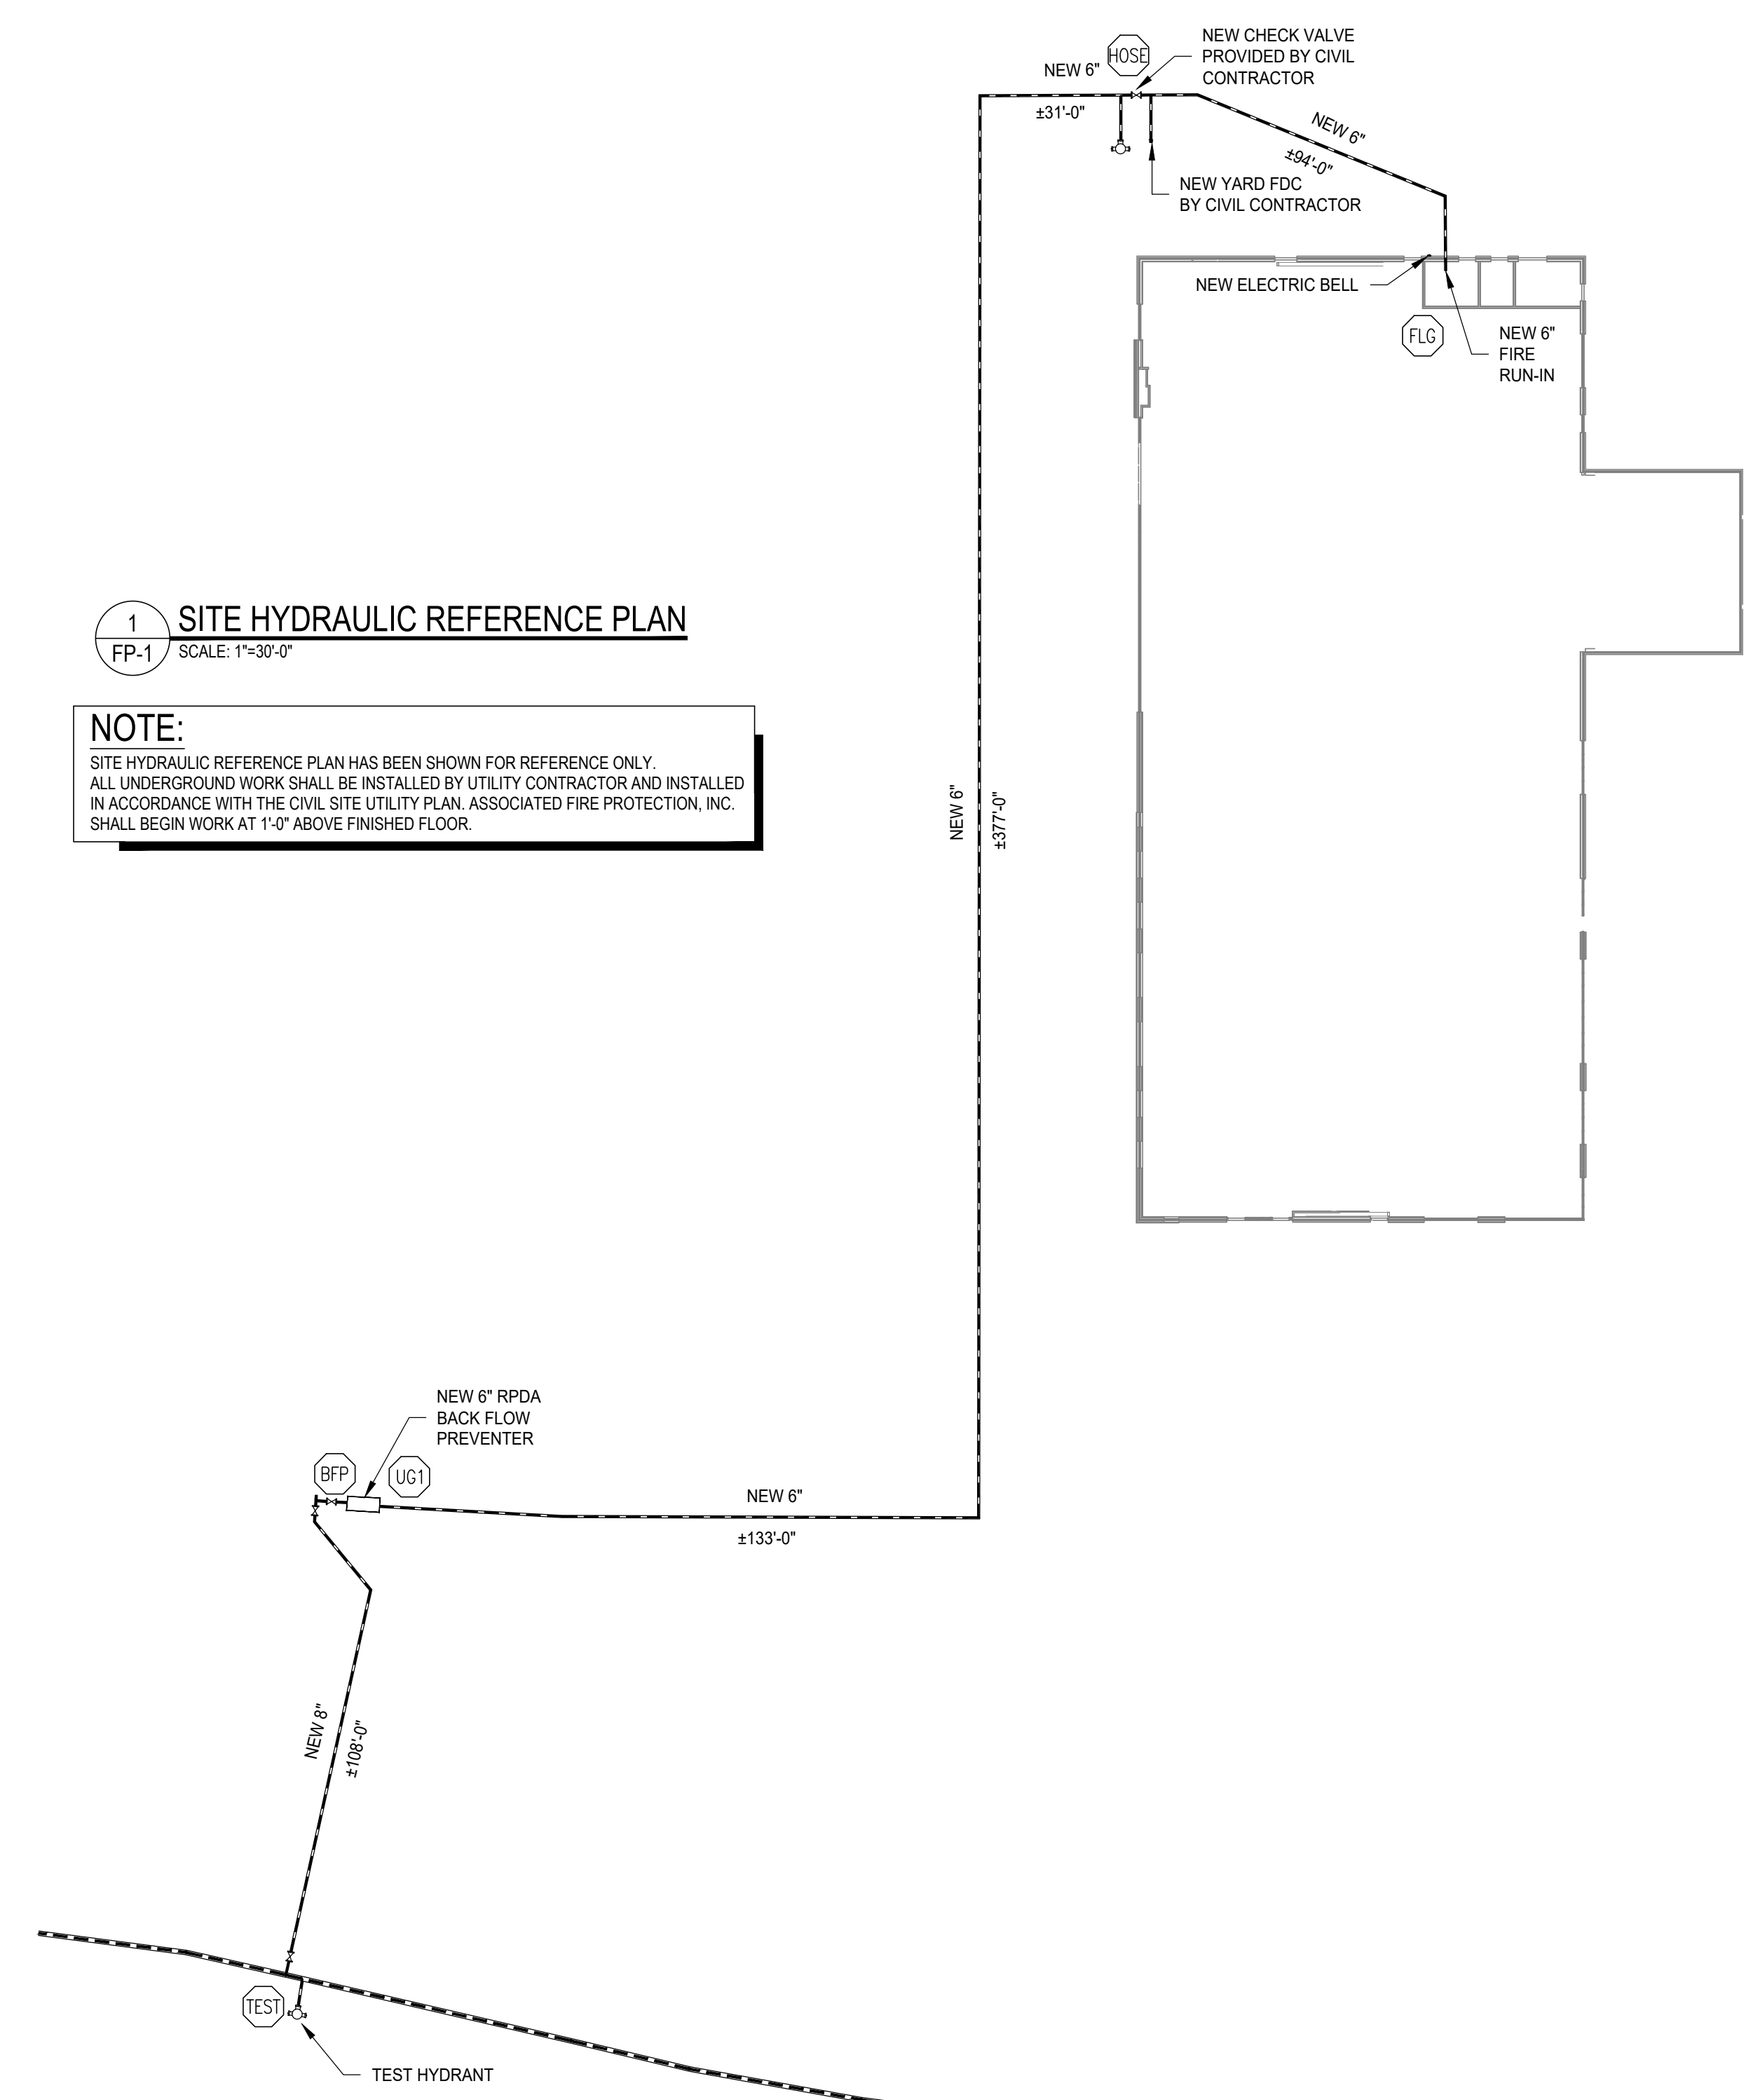 HOSE
NEW CHECK VALVE
PROVIDED BY CIVIL
CONTRACTOR
NEW 6"
±31'-0"
NEW 6"
±94'-0"
NEW YARD FDC
BY CIVIL CONTRACTOR
NEW ELECTRIC BELL
FLG
NEW 6"
FIRE
RUN-IN
1
FP-1
SITE HYDRAULIC REFERENCE PLAN
SCALE: 1"=30'-0"
NOTE:
SITE HYDRAULIC REFERENCE PLAN HAS BEEN SHOWN FOR REFERENCE ONLY.
ALL UNDERGROUND WORK SHALL BE INSTALLED BY UTILITY CONTRACTOR AND INSTALLED
IN ACCORDANCE WITH THE CIVIL SITE UTILITY PLAN. ASSOCIATED FIRE PROTECTION, INC.
SHALL BEGIN WORK AT 1'-0" ABOVE FINISHED FLOOR.
NEW 6"
±377'-0"
NEW 6" RPDA
BACK FLOW
PREVENTER
BFP
UG1
NEW 6"
±133'-0"
NEW 8"
±108'-0"
TEST
TEST HYDRANT